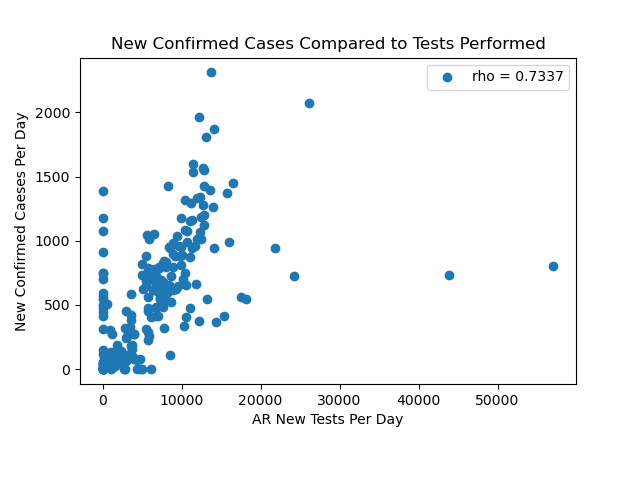 New Confirmed Cases Compared to Tests Performed
rho = 0.7337
New Confirmed Caeses Per Day
2000
1500
1000
500
0
0 10000 20000 30000 40000 50000
AR New Tests Per Day